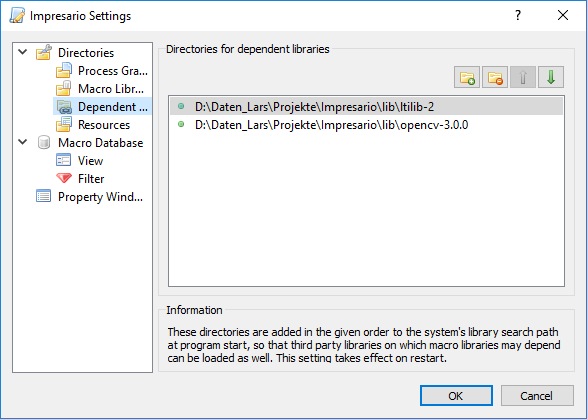 Impresario Settings
?
Directories
Process Gra...
Macro Libr...
Dependent ...
Resources
Macro Database
View
Filter
Property Wind...
Directories for dependent libraries
D:\Daten_Lars\Projekte\Impresario\lib\ltilib-2
D:\Daten_Lars\Projekte\Impresario\lib\opencv-3.0.0
Information
These directories are added in the given order to the system's library search path
at program start, so that third party libraries on which macro libraries may depend
can be loaded as well. This setting takes effect on restart.
OK
Cancel